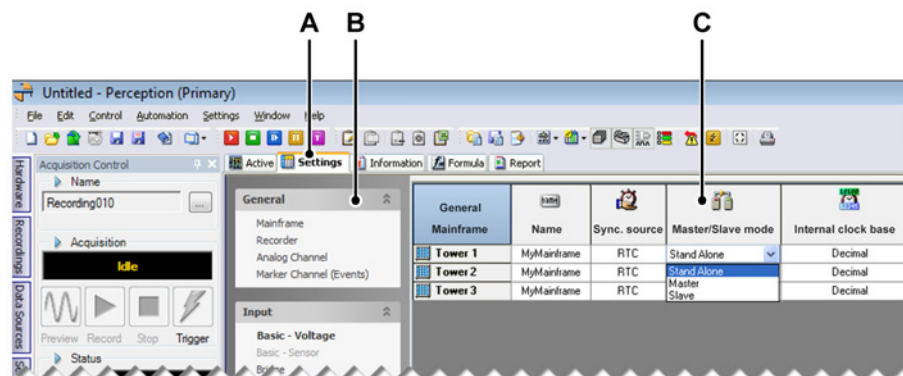 A B C
Untitled - Perception (Primary)
File Edit Control Automation Settings Window Help
Hardware
Recordings
Data Sources
Acquisition Control
Name
Recording010
...
Acquisition
Idle
Preview Record Stop Trigger
Status
Active Settings Information Formula Report
General
Mainframe
Recorder
Analog Channel
Marker Channel (Events)
Input
Basic - Voltage
Basic - Sensor
Bridge
General
Mainframe Name Sync. source Master/Slave mode Internal clock base
Tower 1 MyMainframe RTC Stand Alone Decimal
Tower 2 MyMainframe RTC Decimal
Tower 3 MyMainframe RTC Decimal
Stand Alone
Master
Slave